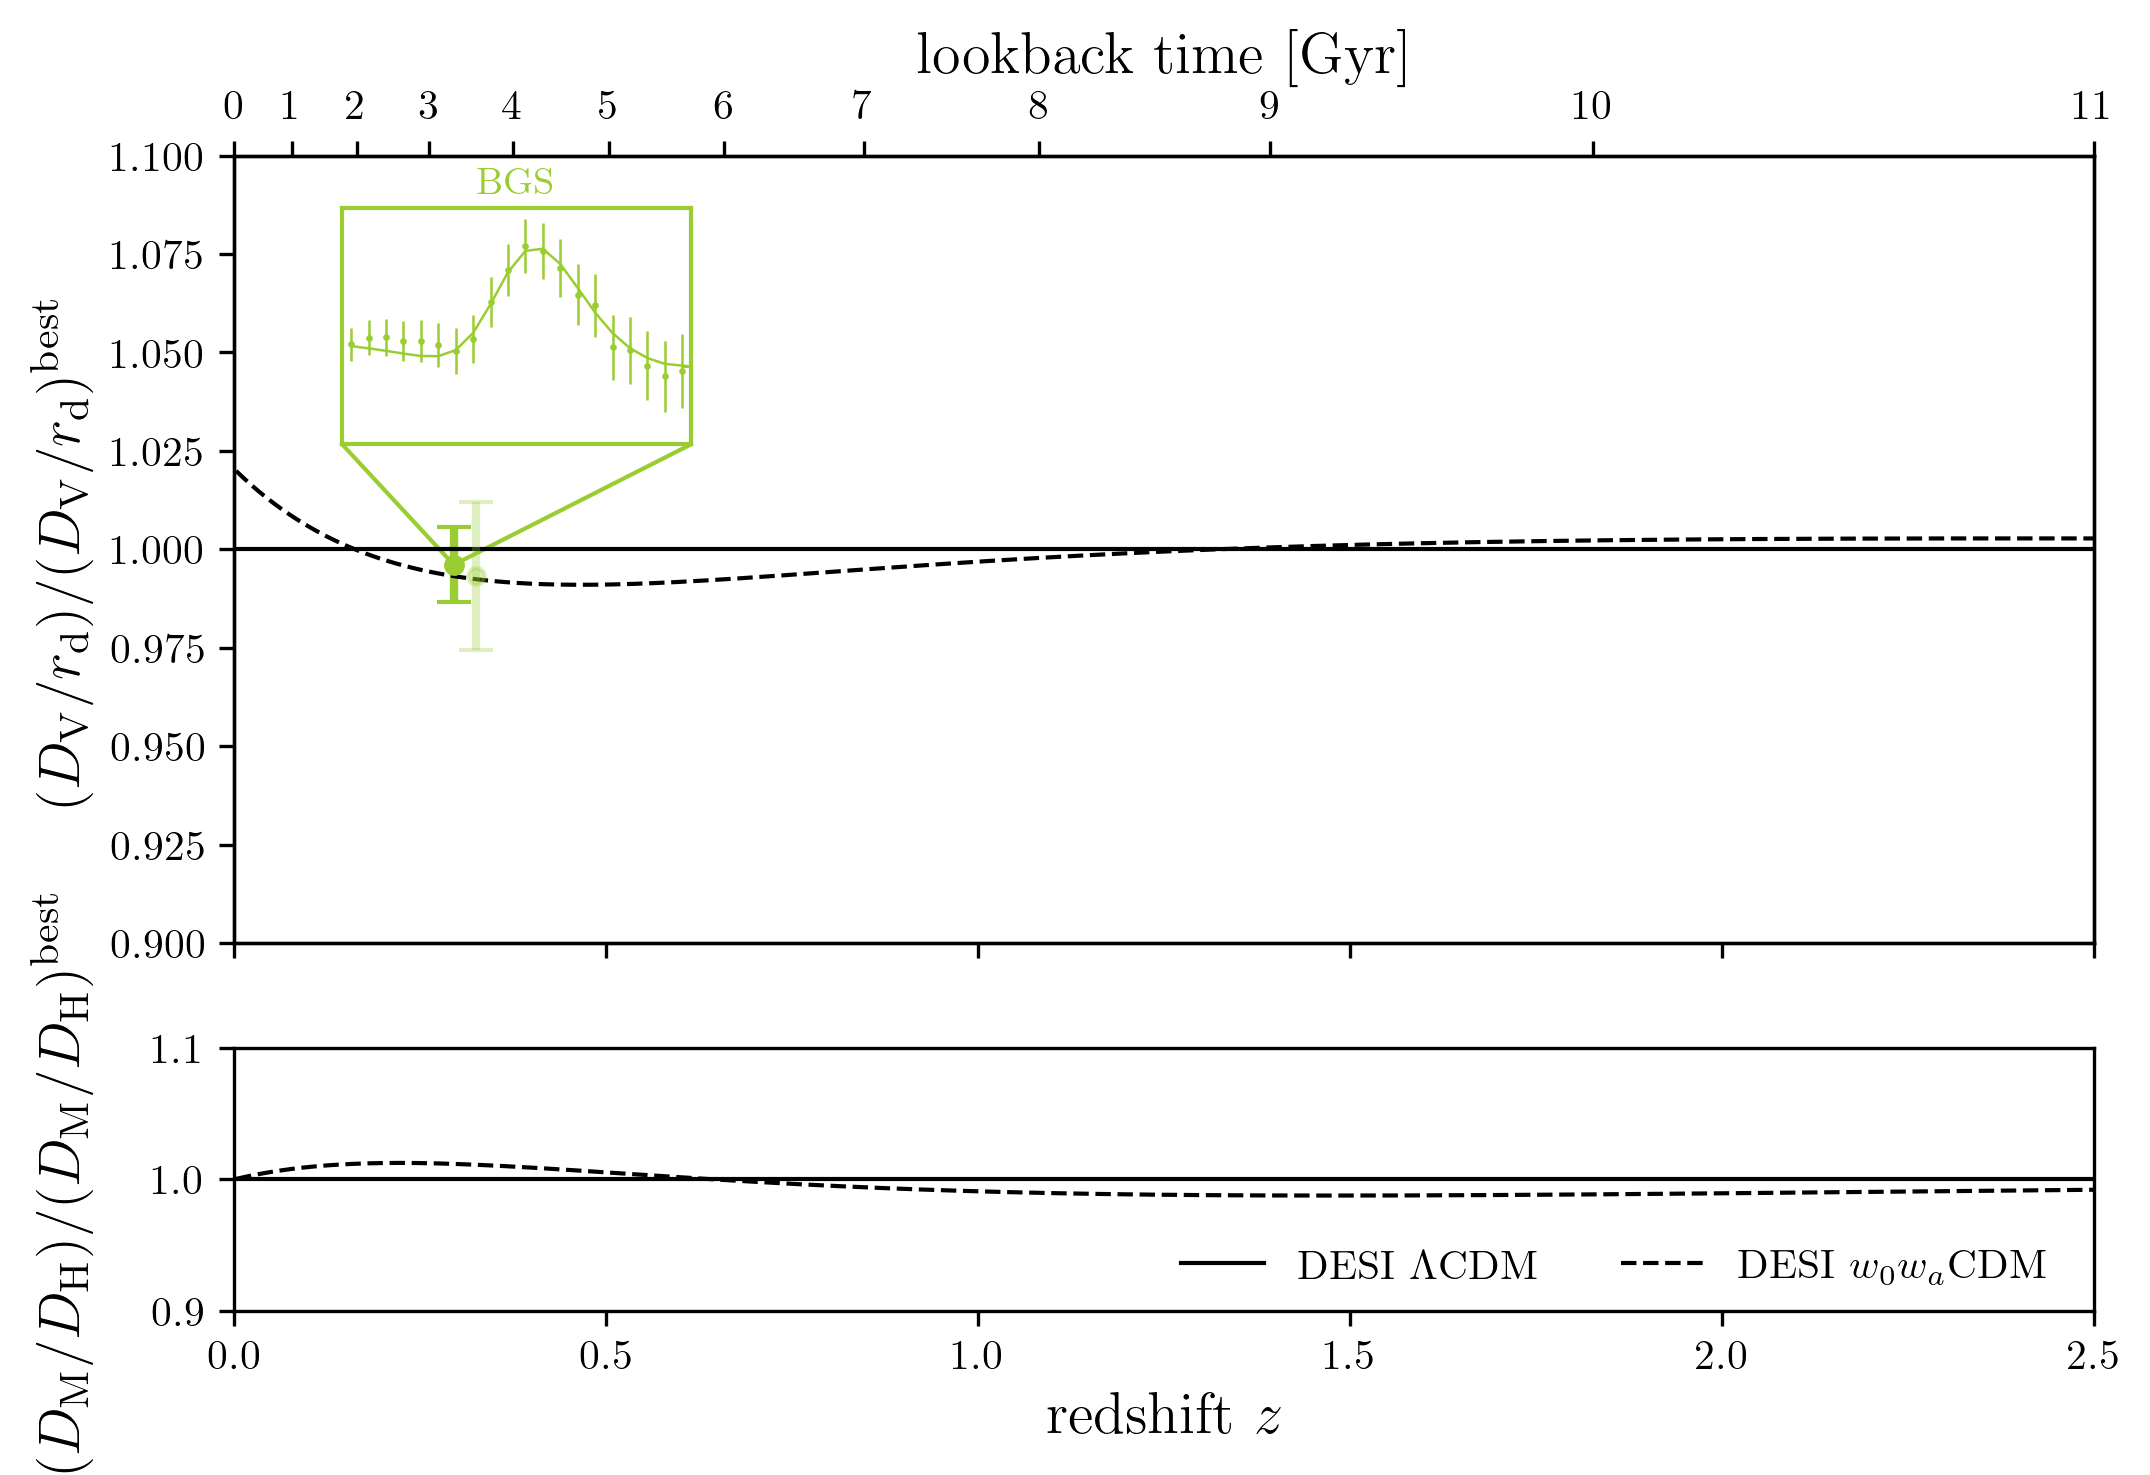 lookback time [Gyr]
0 1 2 3 4 5 6 7 8 9 10 11
(D_V/r_d)/(D_V/r_d)^best
1.100
1.075
1.050
1.025
1.000
0.975
0.950
0.925
0.900
BGS
(D_M/D_H)/(D_M/D_H)^best
1.1
1.0
0.9
DESI ΛCDM DESI w_0w_aCDM
0.0 0.5 1.0 1.5 2.0 2.5
redshift z